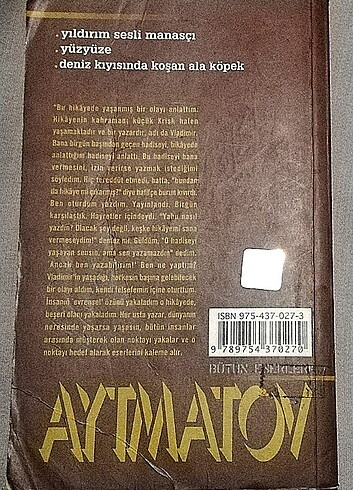 .yıldırım sesli manasçı
.yüzyüze
.deniz kıyısında koşan ala köpek
"Bir hikâyede yaşanmış bir olayı anlattım.
Hikâyenin kahramanı küçük Krisk halen
yaşamaktadır ve bir yazardır, adı da Vladimir.
Bana birgün başından geçen hadiseyi, hikâyede
anlattığım hadiseyi anlattı. Bu hadiseyi bana
vermesini, izin verirse yazmak istediğimi
söyledim. Hiç tereddüt etmedi, hatta, "bundan
da hikâye mi çıkarmış?" diye hafifçe burun kıvırdı.
Ben oturdum yazdım. Yayınlandı. Birgün
karşılaştık. Hayretler içindeydi. "Yahu nasıl
yazdın? Olacak şey değil, keşke hikâyemi sana
vermeseydim!" demez mi. Güldüm, "O hadiseyi
yaşayan sensin, ama sen yazamazdın" dedim.
Ancak ben yazabilirim! Ben ne yaptım?
Vladimir'in yaşadığı, herkesin başına gelebilecek
bir olayı aldım, kendi felsefemin içine oturttum.
İnsanın 'evrensel' özünü yakaladım o hikâyede,
beşeri olanı yakaladım. Her usta yazar, dünyanın
neresinde yaşarsa yaşasın, bütün insanlar
arasında müşterek olan noktayı yakalar ve o
noktayı hedef alarak eserlerini kaleme alır.
ISBN 975-437-027-3
9 789754 370270
BÜTÜN ESERLERİ
AYTMATOV